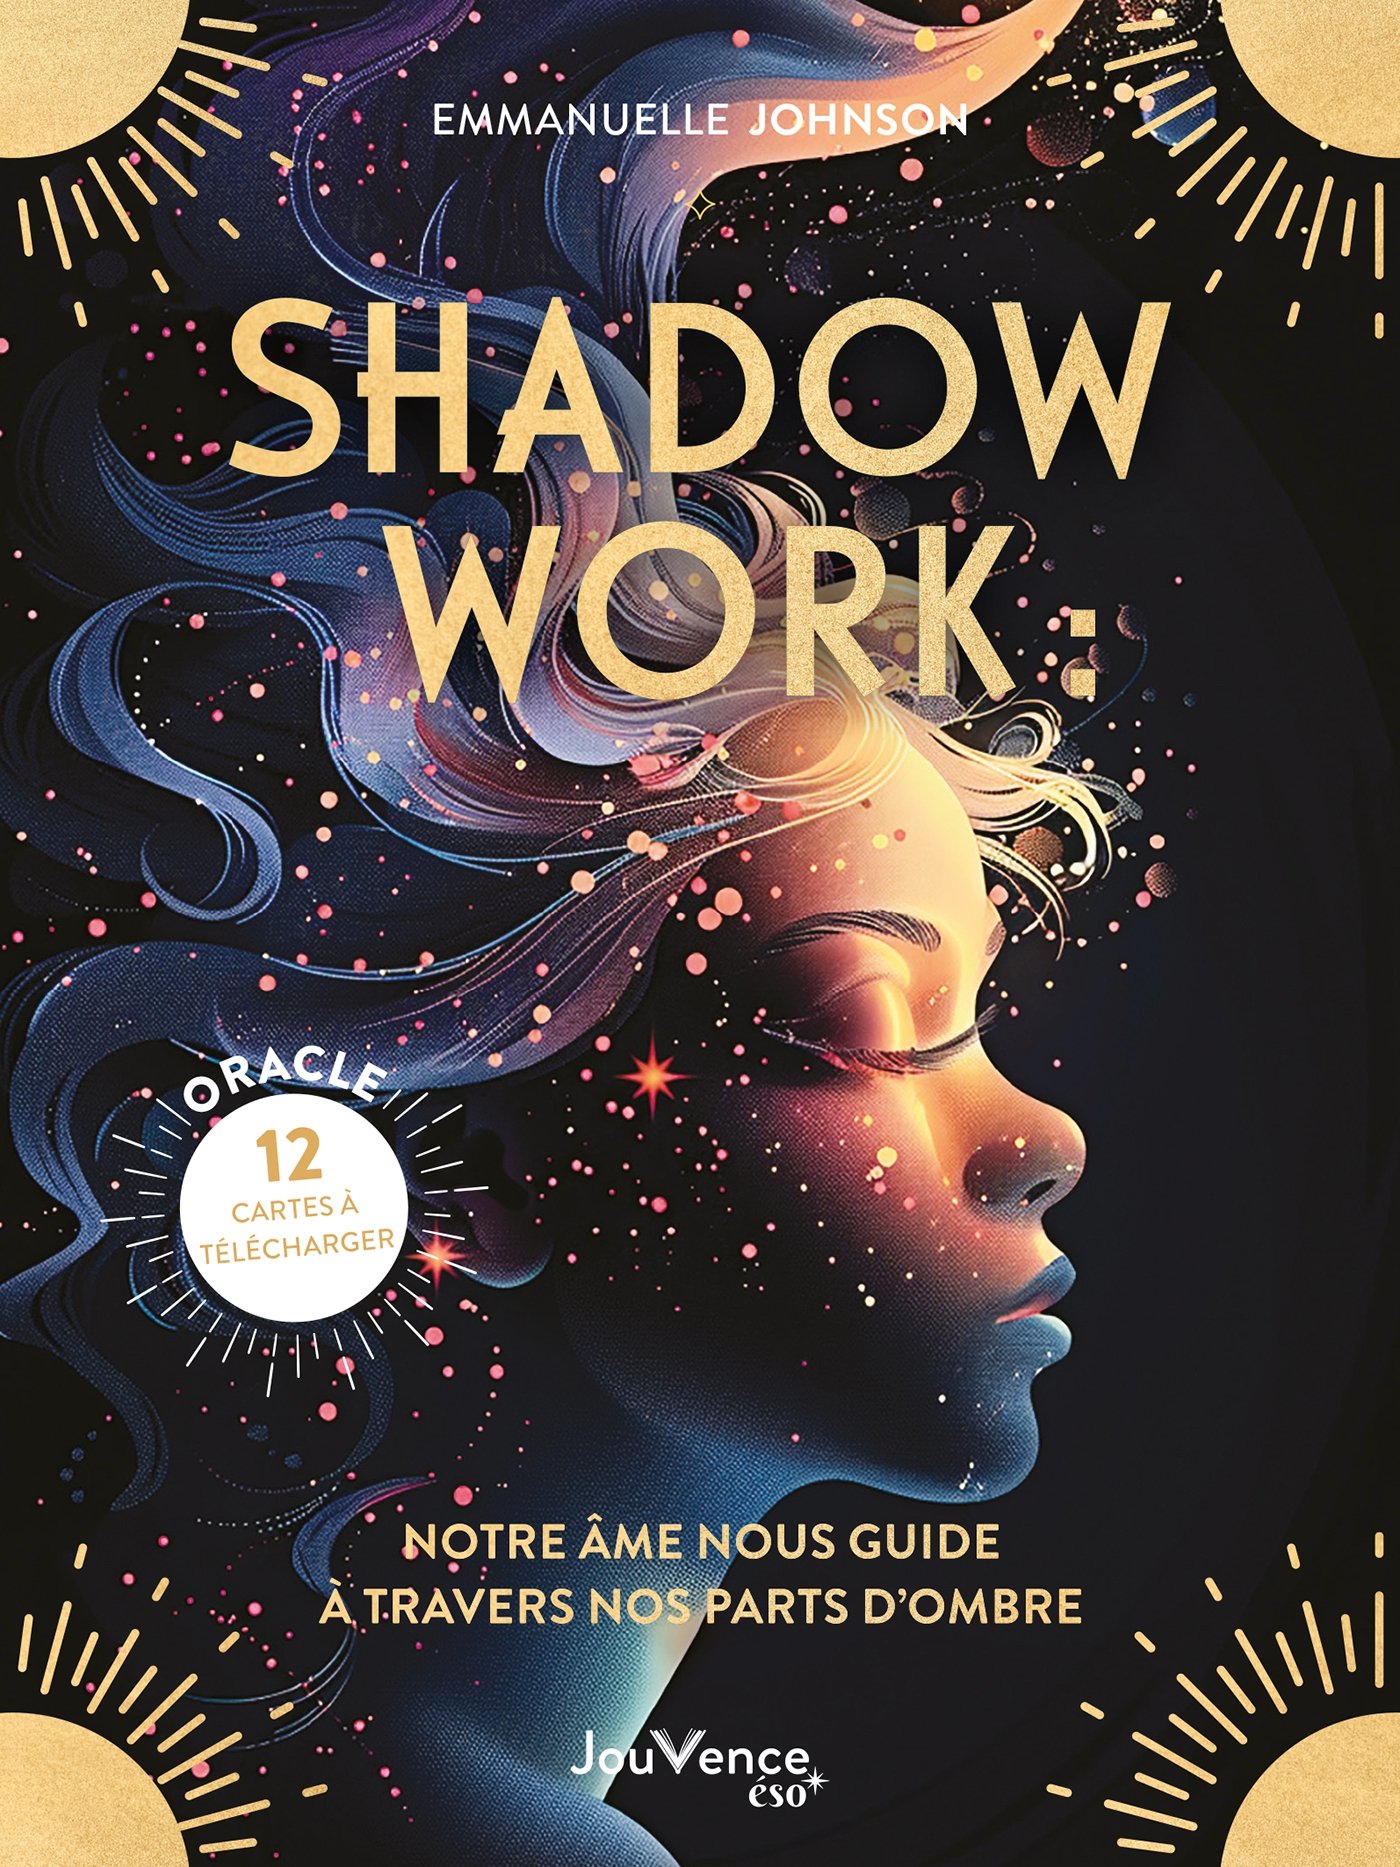 EMMANUELLE JOHNSON
SHADOW
WORK :
ORACLE
12
CARTES À
TÉLÉCHARGER
NOTRE ÂME NOUS GUIDE
À TRAVERS NOS PARTS D’OMBRE
JouVence
éso